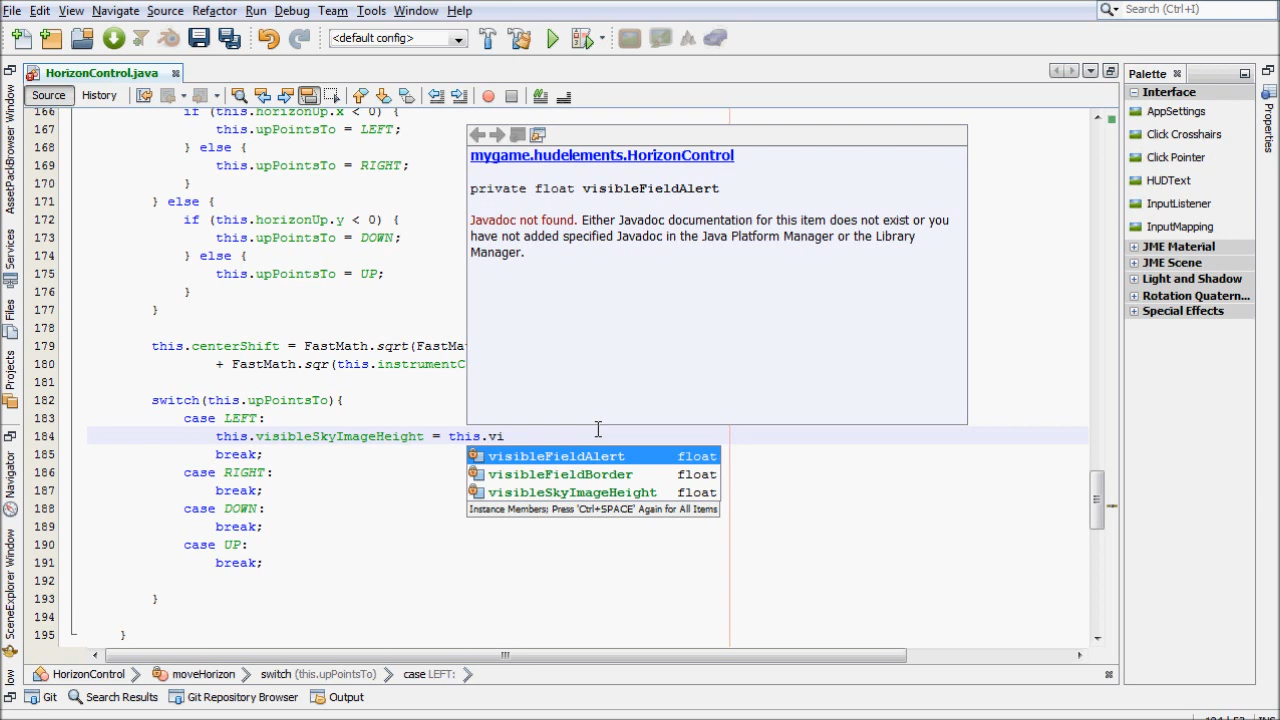 File Edit View Navigate Source Refactor Run Debug Team Tools Window Help
Search (Ctrl+I)
<default config>
HorizonControl.java
Source History
166 if (this.horizonUp.x < 0) {
167 this.upPointsTo = LEFT;
168 } else {
169 this.upPointsTo = RIGHT;
170 }
171 } else {
172 if (this.horizonUp.y < 0) {
173 this.upPointsTo = DOWN;
174 } else {
175 this.upPointsTo = UP;
176 }
177 }
178
179 this.centerShift = FastMath.sqrt(FastMa
180 + FastMath.sqr(this.instrumentC
181
182 switch(this.upPointsTo){
183 case LEFT:
184 this.visibleSkyImageHeight = this.vi
185 break;
186 case RIGHT:
187 break;
188 case DOWN:
189 break;
190 case UP:
191 break;
192
193 }
194
195 }
mygame.hudelements.HorizonControl
private float visibleFieldAlert
Javadoc not found. Either Javadoc documentation for this item does not exist or you
have not added specified Javadoc in the Java Platform Manager or the Library
Manager.
visibleFieldAlert float
visibleFieldBorder float
visibleSkyImageHeight float
Instance Members; Press 'Ctrl+SPACE' Again for All Items
Palette
Interface
AppSettings
Click Crosshairs
Click Pointer
HUDText
InputListener
InputMapping
JME Material
JME Scene
Light and Shadow
Rotation Quatern...
Special Effects
Properties
AssetPackBrowser Window
Services
Files
Projects
Navigator
SceneExplorer Window
HorizonControl moveHorizon switch (this.upPointsTo) case LEFT:
Git Search Results Git Repository Browser Output